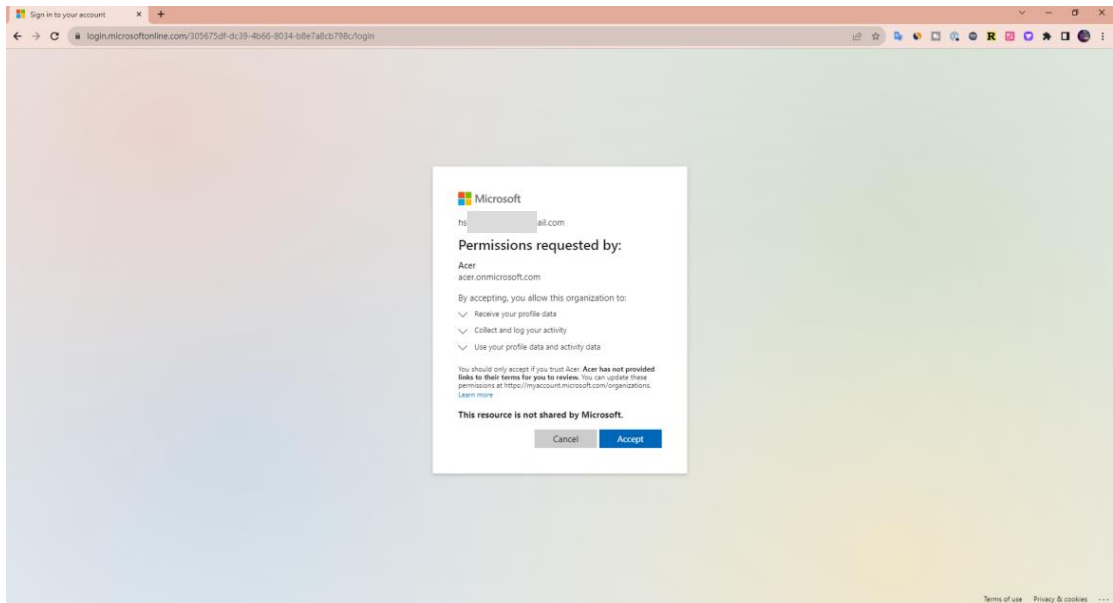 Sign in to your account
login.microsoftonline.com/305675df-dc39-4b66-8034-b8e7a8cb798c/login
Microsoft
hs ail.com
Permissions requested by:
Acer
acer.onmicrosoft.com
By accepting, you allow this organization to:
Receive your profile data
Collect and log your activity
Use your profile data and activity data
You should only accept if you trust Acer. Acer has not provided
links to their terms for you to review. You can update these
permissions at https://myaccount.microsoft.com/organizations.
Learn more
This resource is not shared by Microsoft.
Cancel Accept
Terms of use Privacy & cookies ...